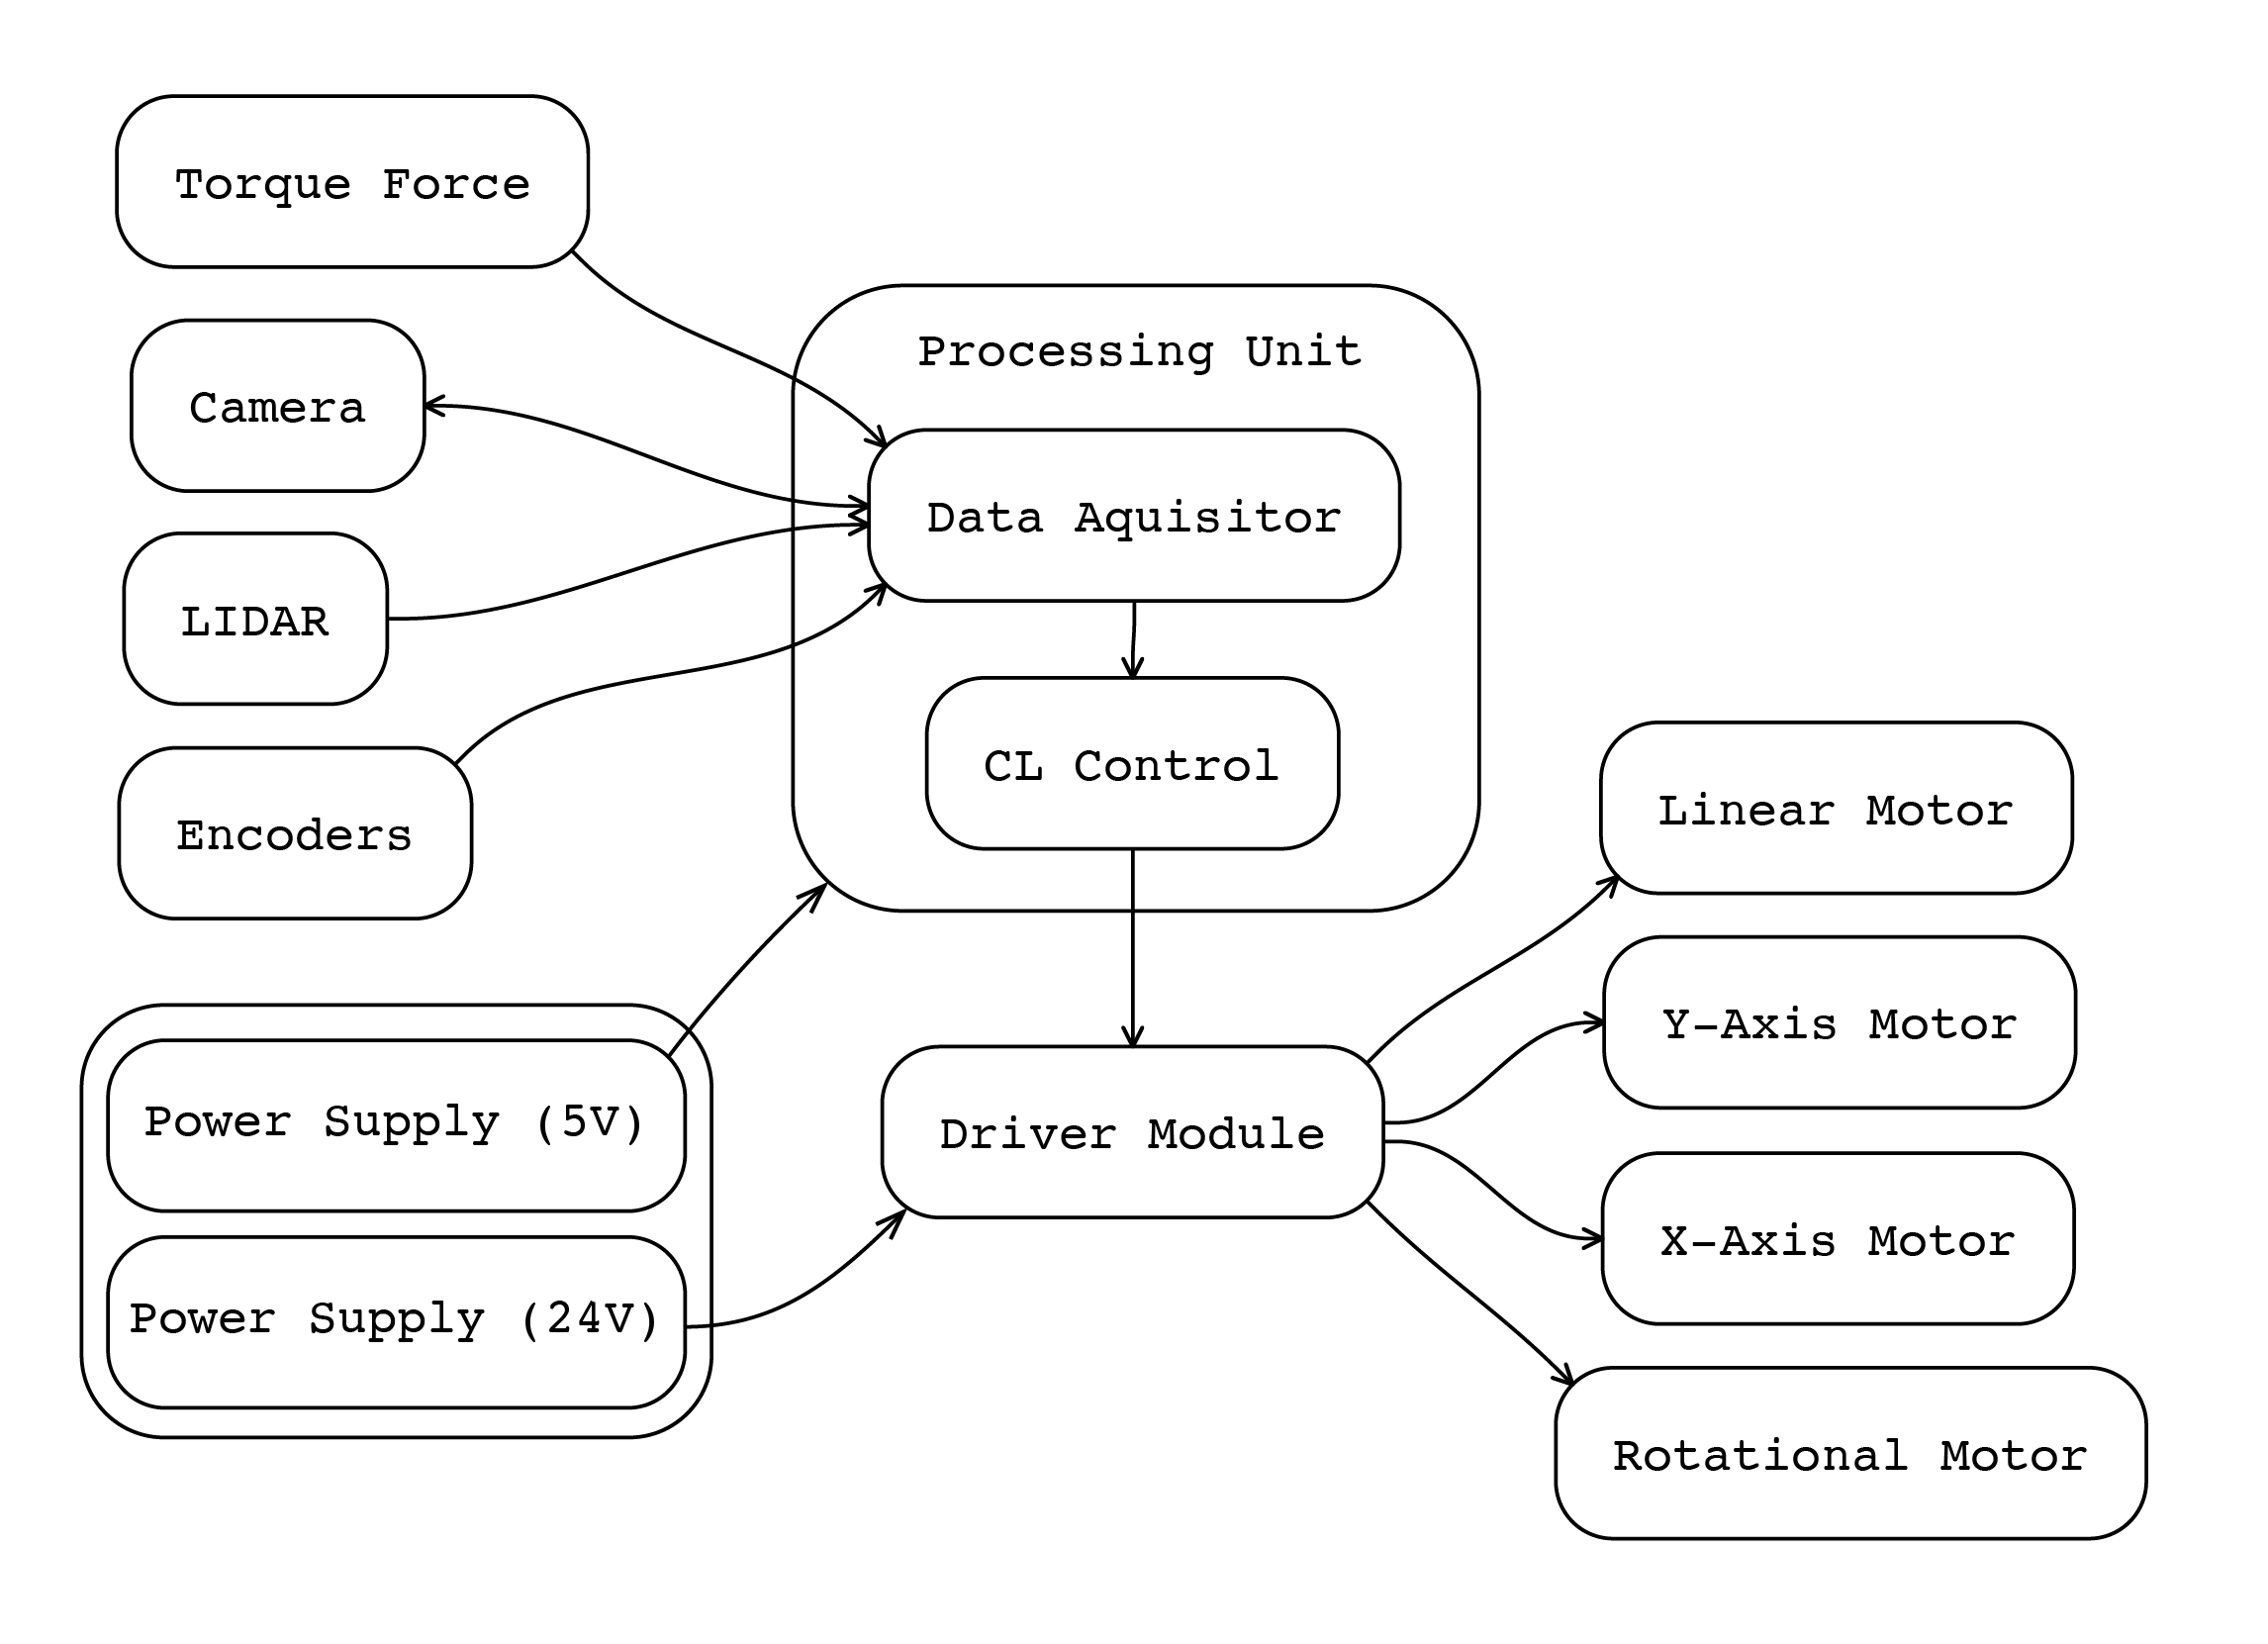 Torque Force
Camera
LIDAR
Encoders
Power Supply (5V)
Power Supply (24V)
Processing Unit
Data Aquisitor
CL Control
Driver Module
Linear Motor
Y-Axis Motor
X-Axis Motor
Rotational Motor